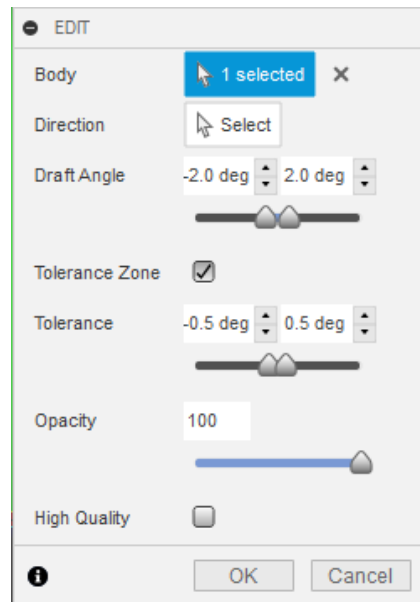 EDIT
Body 1 selected
Direction Select
Draft Angle -2.0 deg 2.0 deg
Tolerance Zone
Tolerance -0.5 deg 0.5 deg
Opacity 100
High Quality
OK Cancel